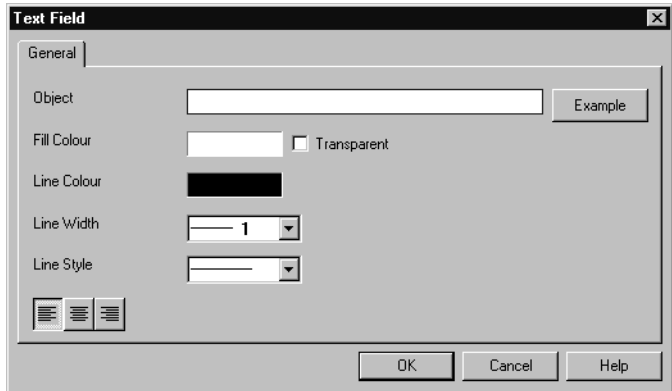 Text Field
General
Object
Example
Fill Colour
Transparent
Line Colour
Line Width
1
Line Style
OK Cancel Help